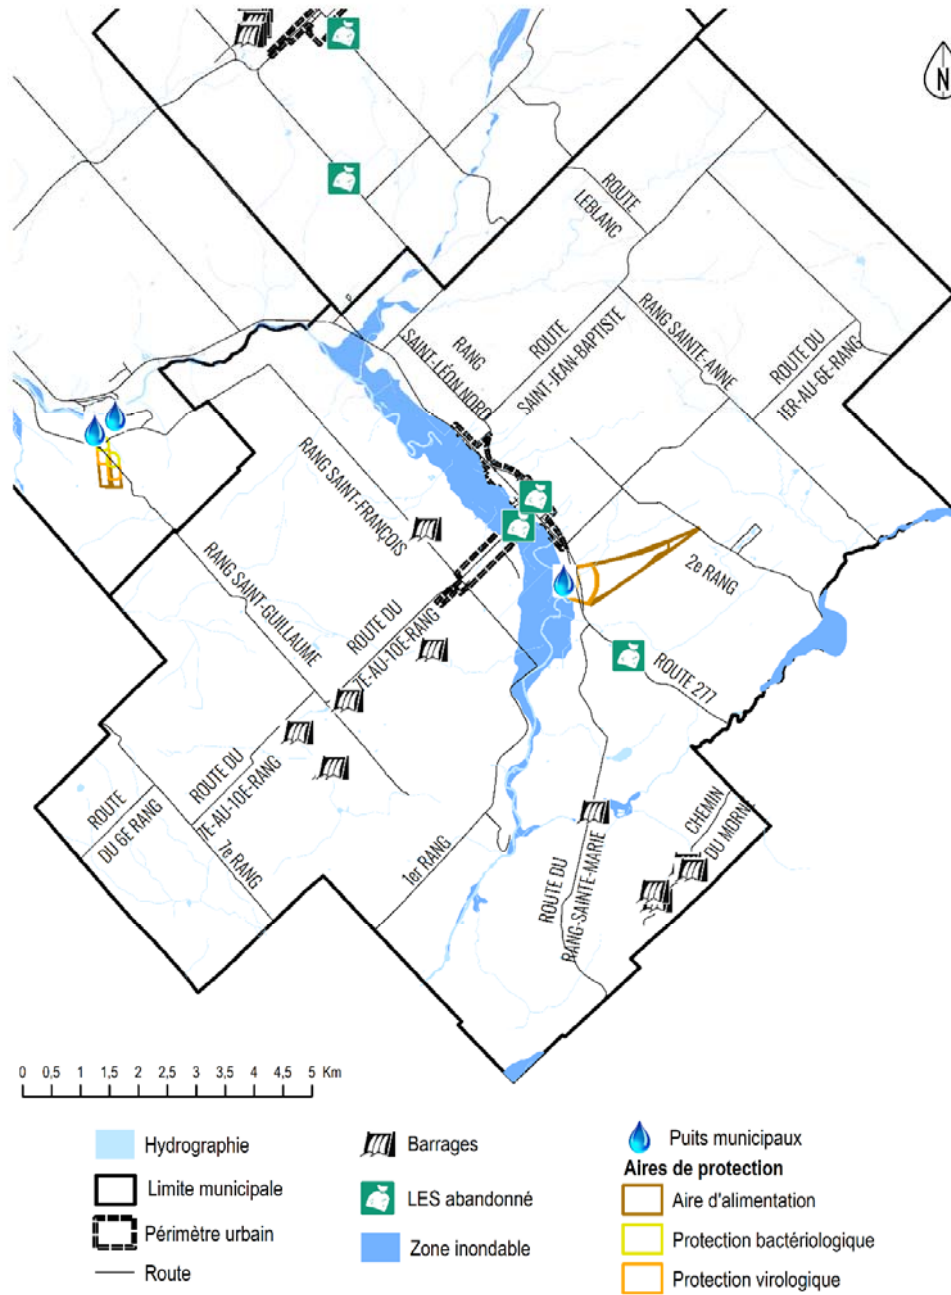 N
ROUTE
LEBLANC
RANG
SAINT-LÉON NORD
ROUTE
SAINT-JEAN-BAPTISTE
RANG SAINTE-ANNE
ROUTE DU
1ER-AU-6E-RANG
RANG SAINT-FRANÇOIS
RANG SAINT-GUILLAUME
2e RANG
ROUTE DU
7E-AU-10E-RANG
ROUTE 277
ROUTE DU
7E-AU-10E-RANG
ROUTE
DU 6E RANG
7e RANG
1er RANG
ROUTE DU
RANG-SAINTE-MARIE
CHEMIN
DU MORNE
0 0,5 1 1,5 2 2,5 3 3,5 4 4,5 5 Km
Hydrographie
Limite municipale
Périmètre urbain
Route
Barrages
LES abandonné
Zone inondable
Puits municipaux
Aires de protection
Aire d'alimentation
Protection bactériologique
Protection virologique